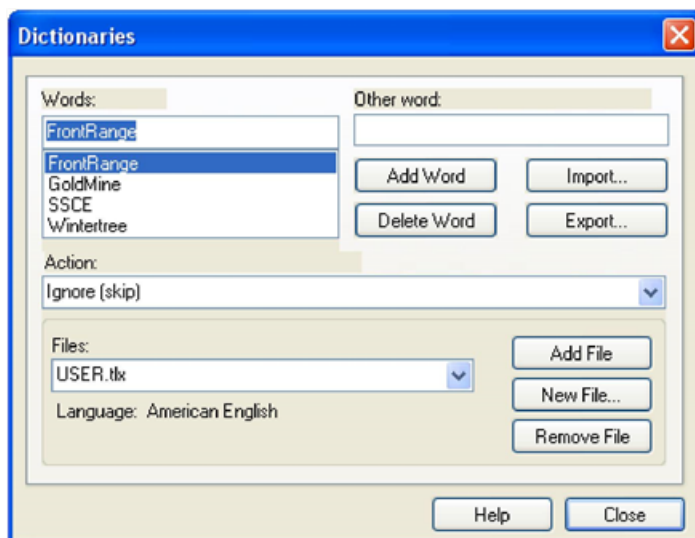 Dictionaries
Words:
Other word:
FrontRange
FrontRange
GoldMine
SSCE
Wintertree
Add Word
Import...
Delete Word
Export...
Action:
Ignore (skip)
Files:
USER.tlx
Language: American English
Add File
New File...
Remove File
Help
Close